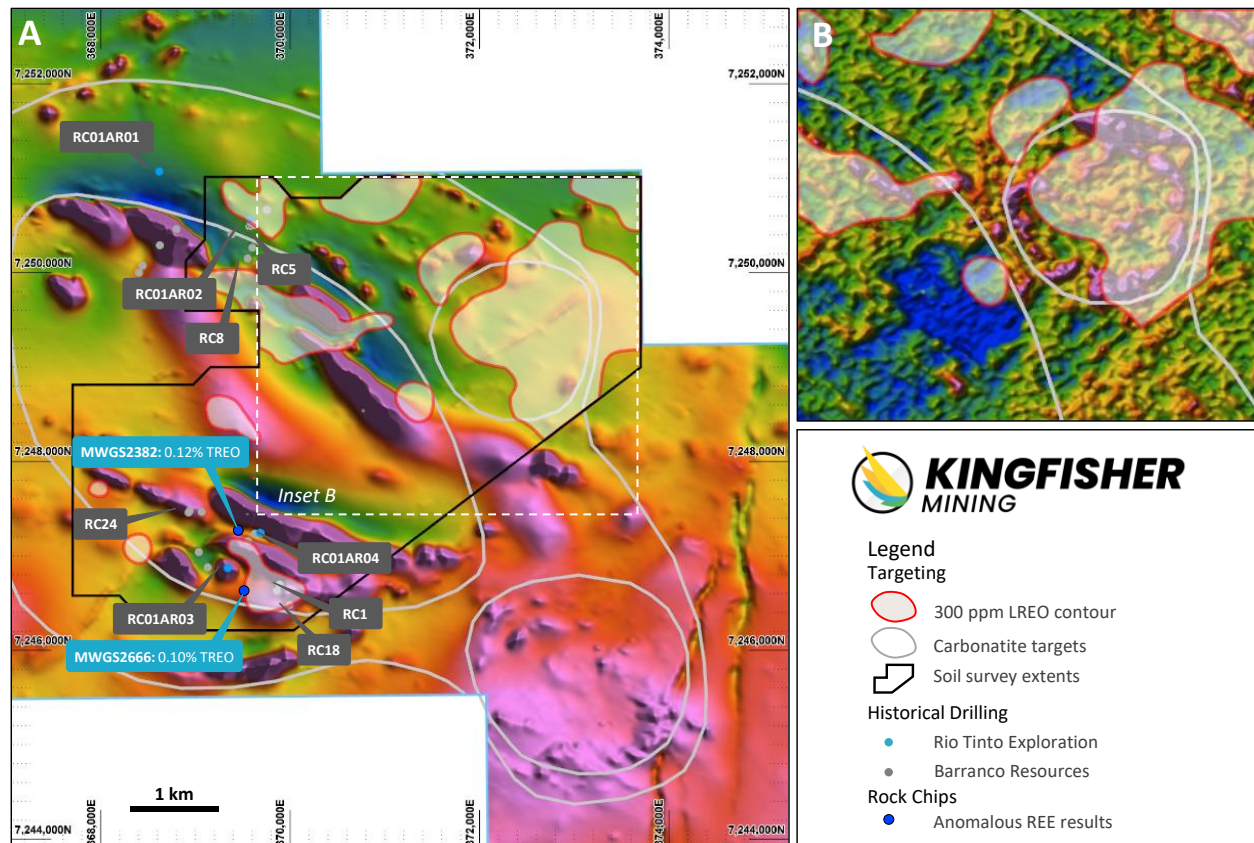 A
368,000E
370,000E
372,000E
374,000E
B
7,252,000N
7,252,000N
RC01AR01
7,250,000N
7,250,000N
RC5
RC01AR02
RC8
7,248,000N
7,248,000N
MWGS2382: 0.12% TREO
Inset B
RC24
RC01AR04
RC01AR03
RC1
RC18
7,246,000N
7,246,000N
MWGS2666: 0.10% TREO
1 km
7,244,000N
7,244,000N
368,000E
370,000E
372,000E
374,000E
KINGFISHER
MINING
Legend
Targeting
300 ppm LREO contour
Carbonatite targets
Soil survey extents
Historical Drilling
Rio Tinto Exploration
Barranco Resources
Rock Chips
Anomalous REE results